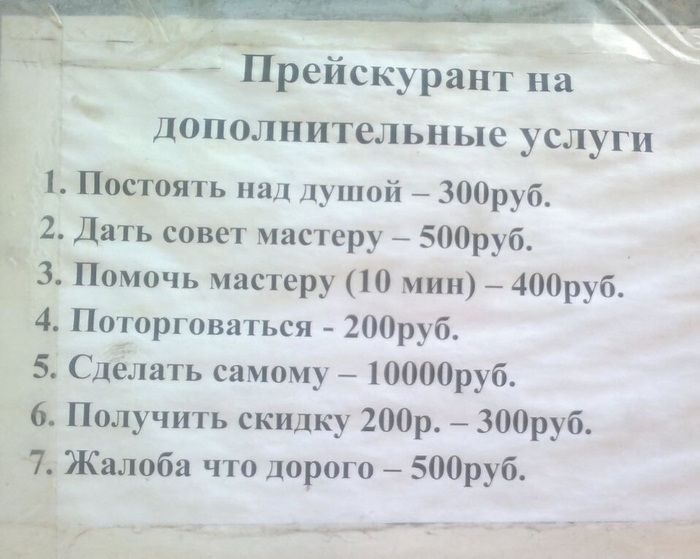 Прейскурант на
дополнительные услуги
1. Постоять над душой – 300руб.
2. Дать совет мастеру – 500руб.
3. Помочь мастеру (10 мин) – 400руб.
4. Поторговаться - 200руб.
5. Сделать самому – 10000руб.
6. Получить скидку 200р. – 300руб.
7. Жалоба что дорого – 500руб.